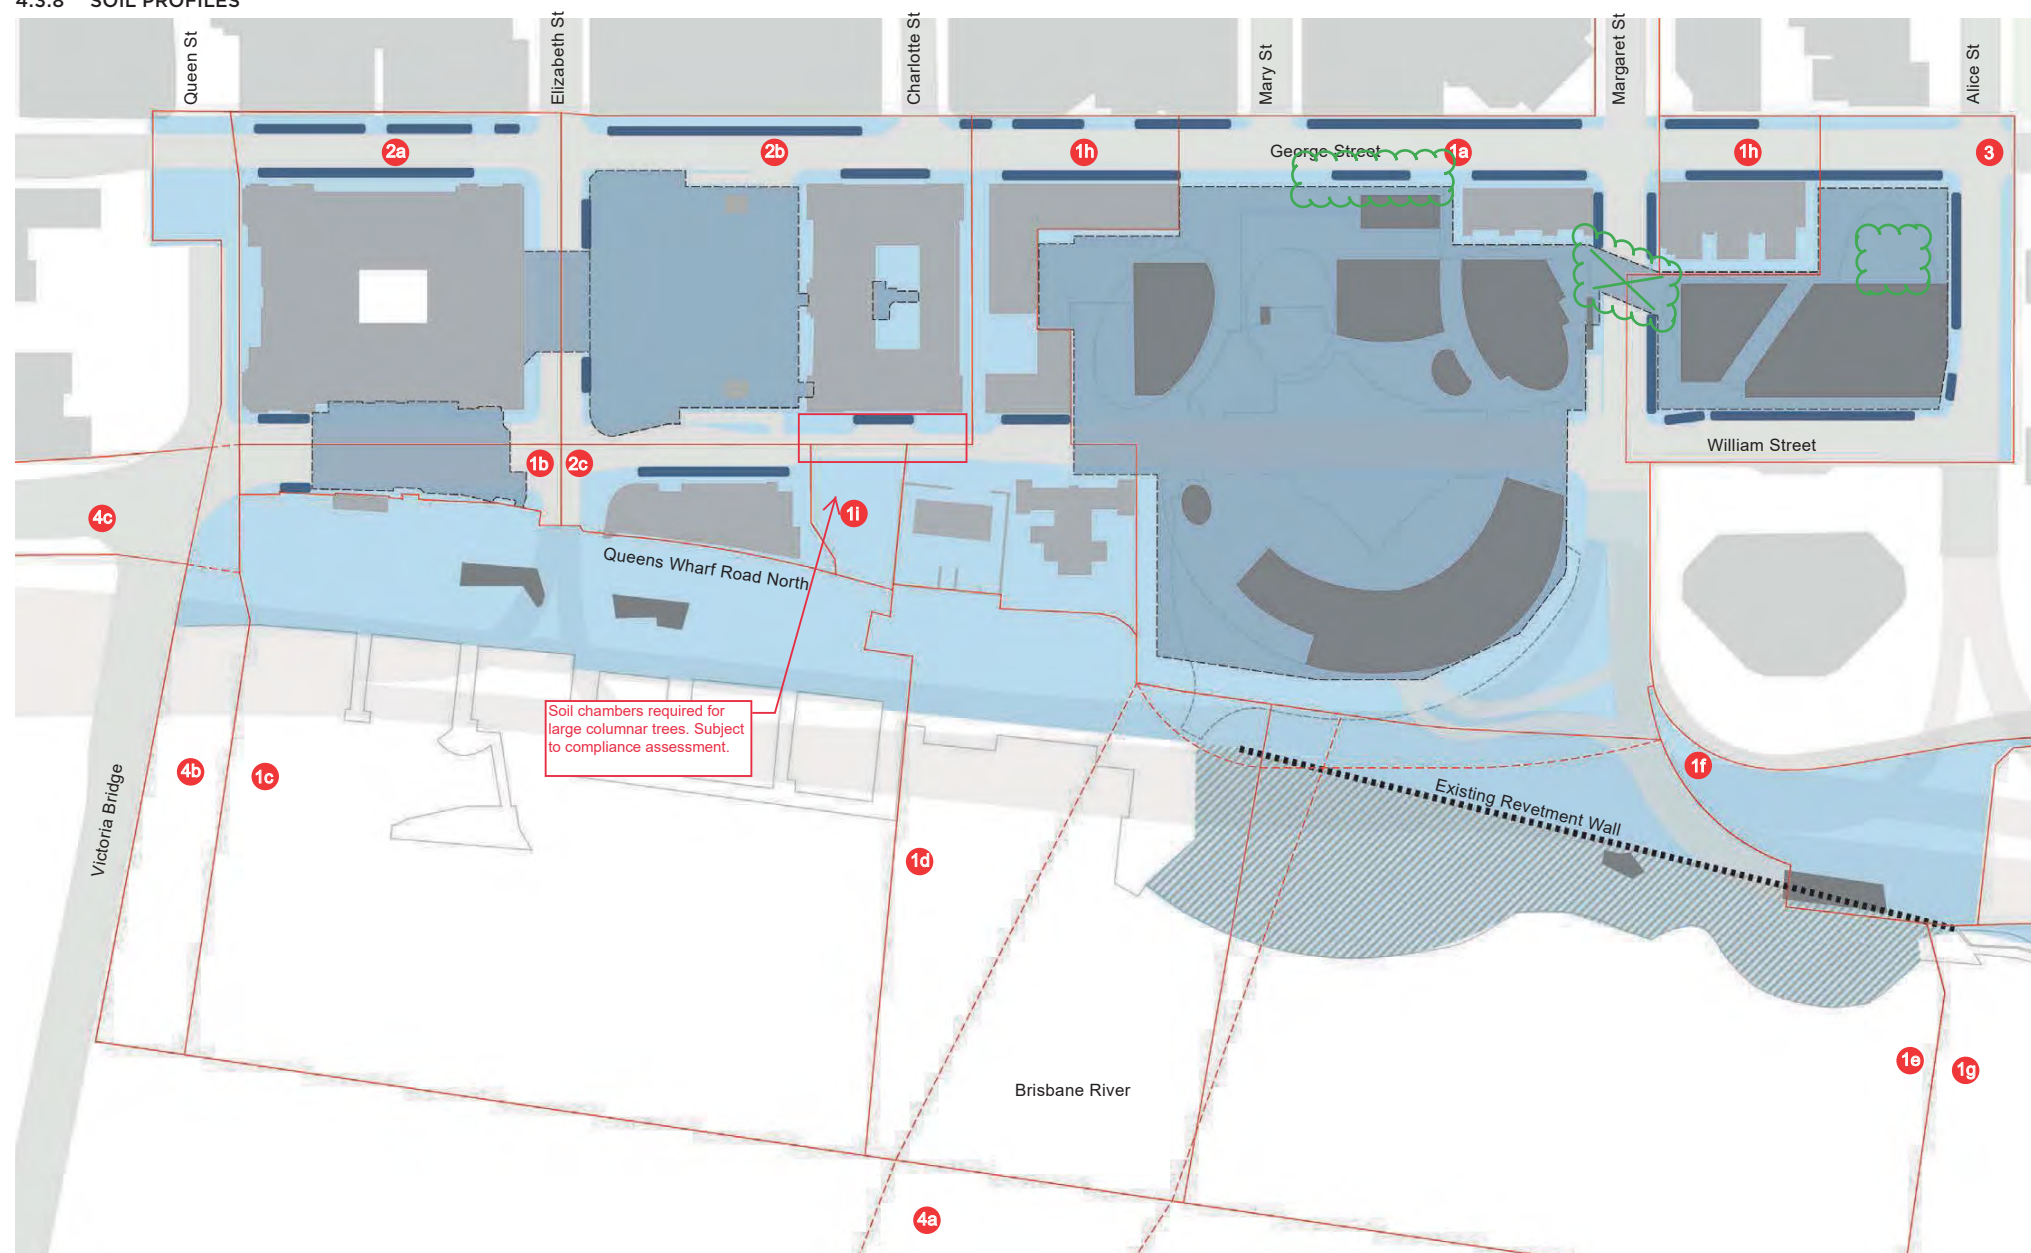 4.3.8 SOIL PROFILES
Queen St
Elizabeth St
Charlotte St
Mary St
Margaret St
Alice St
2a
2b
1h
George Street
1a
1h
3
William Street
1b
2c
4c
1i
Queens Wharf Road North
Soil chambers required for
large columnar trees. Subject
to compliance assessment.
4b
1c
1f
Victoria Bridge
Existing Revetment Wall
1d
1e
1g
Brisbane River
4a